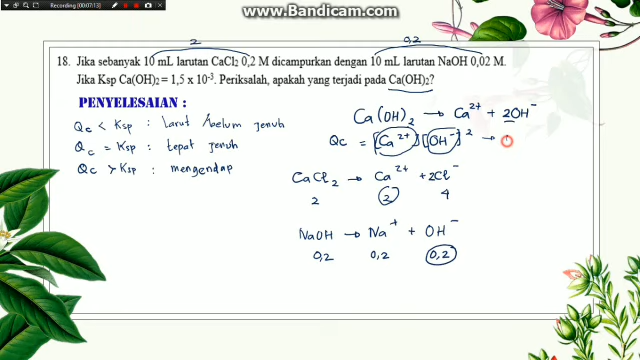 www.Bandicam.com
00:07:13
2 0,2
18. Jika sebanyak 10 mL larutan CaCl₂ 0,2 M dicampurkan dengan 10 mL larutan NaOH 0,02 M.
Jika Ksp Ca(OH)₂ = 1,5 x 10⁻³. Periksalah, apakah yang terjadi pada Ca(OH)₂?
PENYELESAIAN :
Qc < Ksp : Larut /belum jenuh
Qc = Ksp : tepat jenuh
Qc > Ksp : mengendap
Ca(OH)₂ → Ca²⁺ + 2OH⁻
Qc = [Ca²⁺] [OH⁻]² →
CaCl₂ → Ca²⁺ + 2Cl⁻
2 2 4
NaOH → Na⁺ + OH⁻
0,2 0,2 0,2